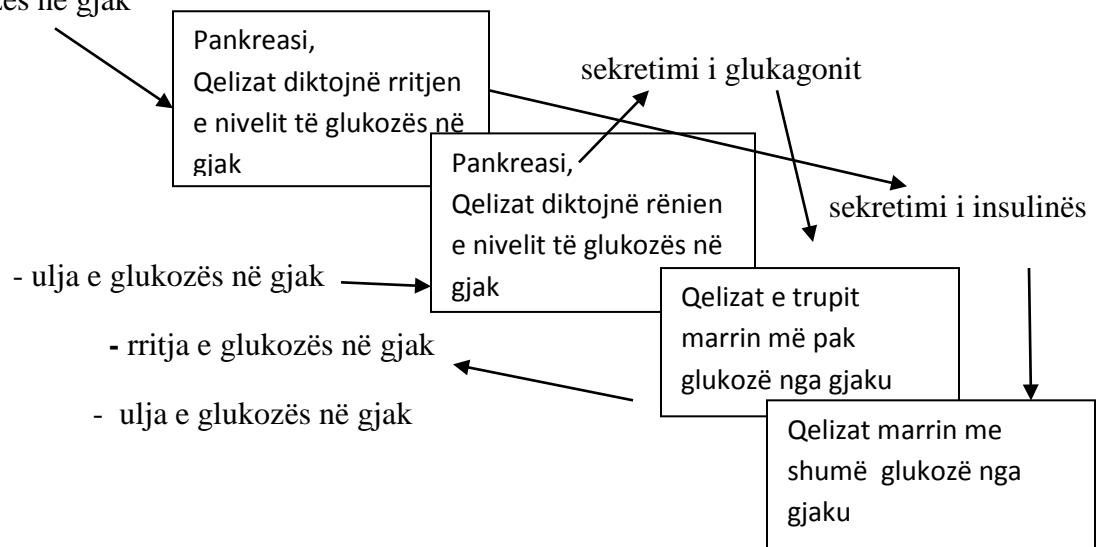 në gjak
Pankreasi,
Qelizat diktojnë rritjen
e nivelit të glukozës në
gjak
sekretimi i glukagonit
Pankreasi,
Qelizat diktojnë rënien
e nivelit të glukozës në
gjak
sekretimi i insulinës
- ulja e glukozës në gjak
Qelizat e trupit
marrin më pak
glukozë nga gjaku
- rritja e glukozës në gjak
- ulja e glukozës në gjak
Qelizat marrin me
shumë glukozë nga
gjaku